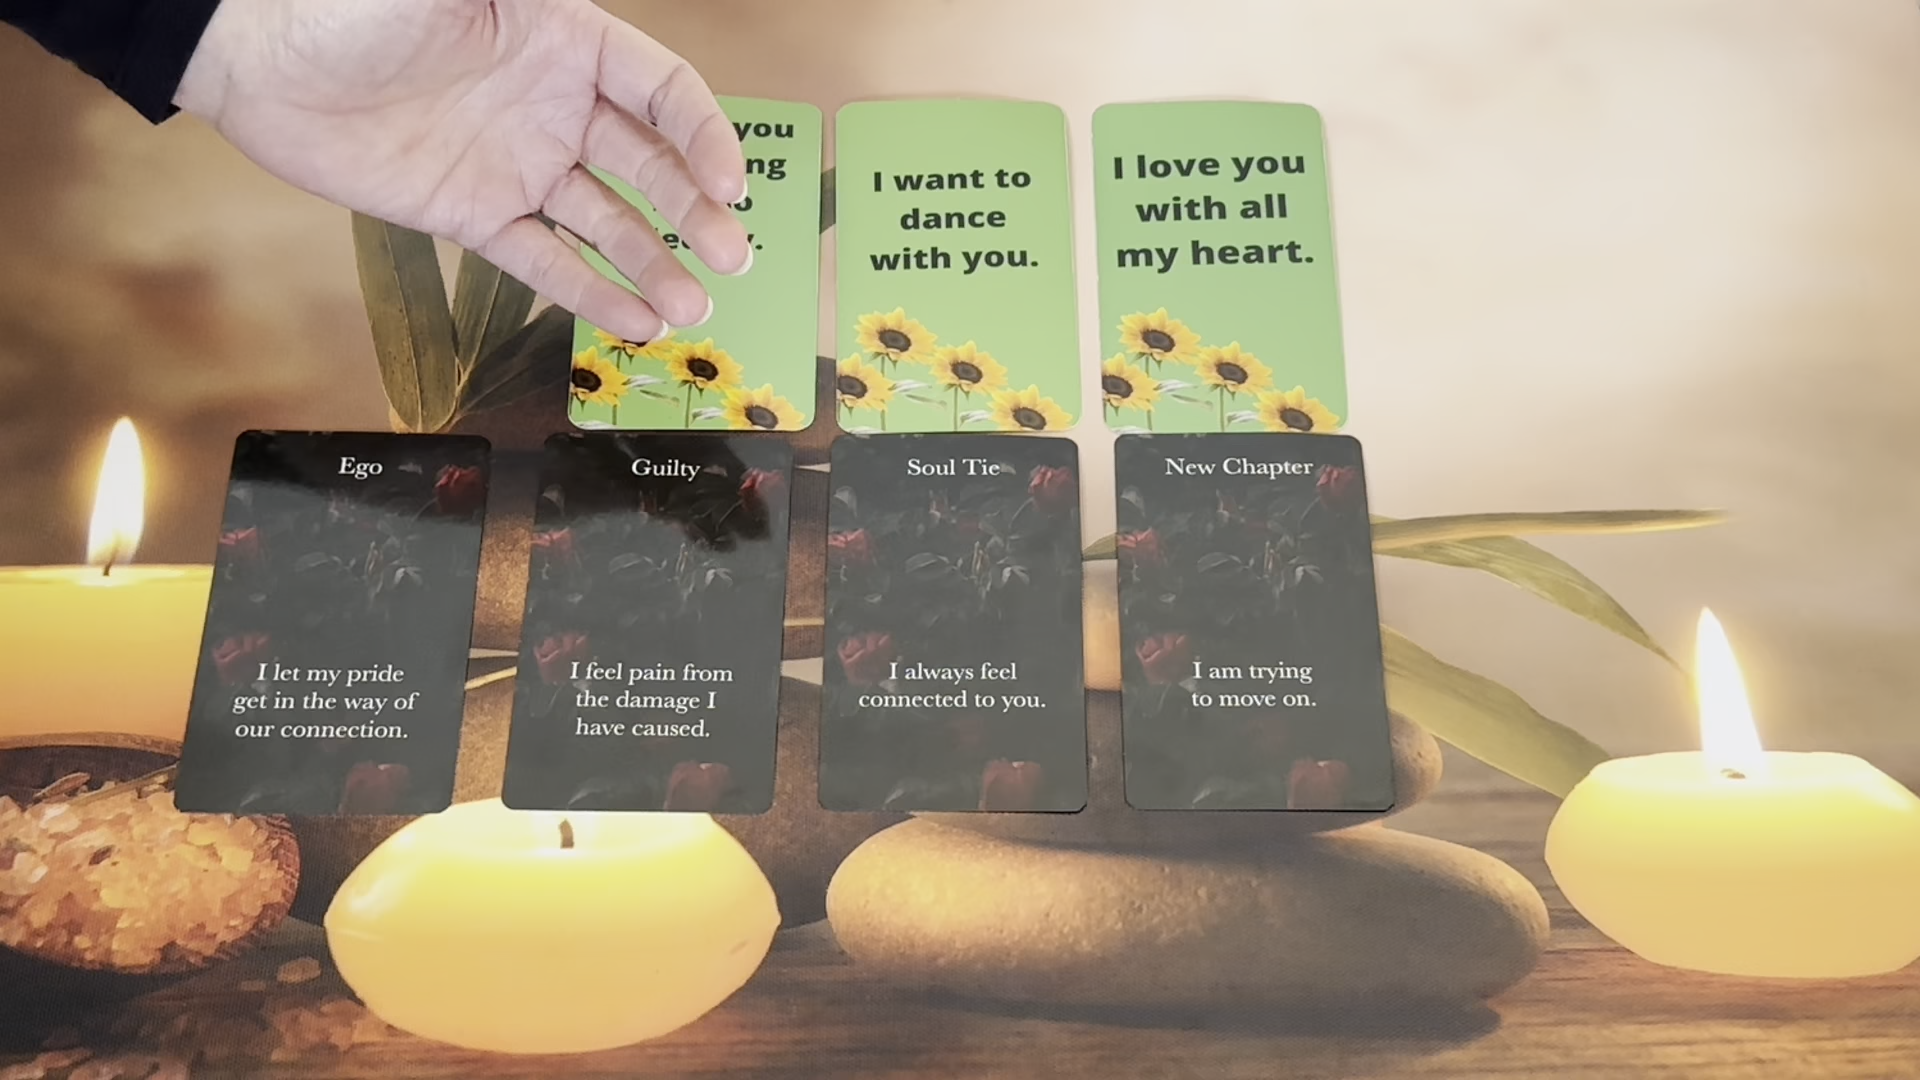 you
I want to
dance
with you.
I love you
with all
my heart.
Ego
I let my pride
get in the way of
our connection.
Guilty
I feel pain from
the damage I
have caused.
Soul Tie
I always feel
connected to you.
New Chapter
I am trying
to move on.